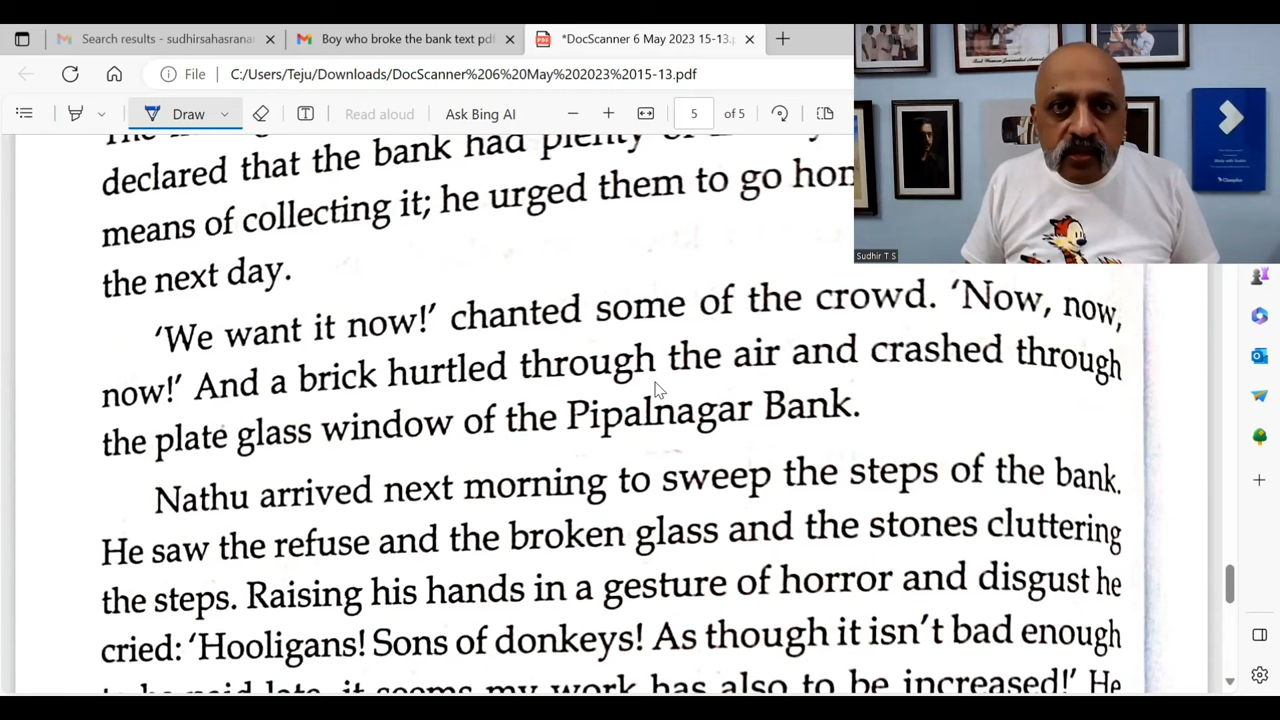 Search results - sudhirsahasrana
Boy who broke the bank text pdf
*DocScanner 6 May 2023 15-13.p
File C:/Users/Teju/Downloads/DocScanner%206%20May%202023%2015-13.pdf
Draw
Read aloud
Ask Bing AI
5 of 5
declared that the bank had plenty of
means of collecting it; he urged them to go hom
the next day.
'We want it now!' chanted some of the crowd. 'Now, now,
now!' And a brick hurtled through the air and crashed through
the plate glass window of the Pipalnagar Bank.
Nathu arrived next morning to sweep the steps of the bank.
He saw the refuse and the broken glass and the stones cluttering
the steps. Raising his hands in a gesture of horror and disgust he
cried: 'Hooligans! Sons of donkeys! As though it isn't bad enough
to be paid late, it seems my work has also to be increased!' He
Sudhir T S